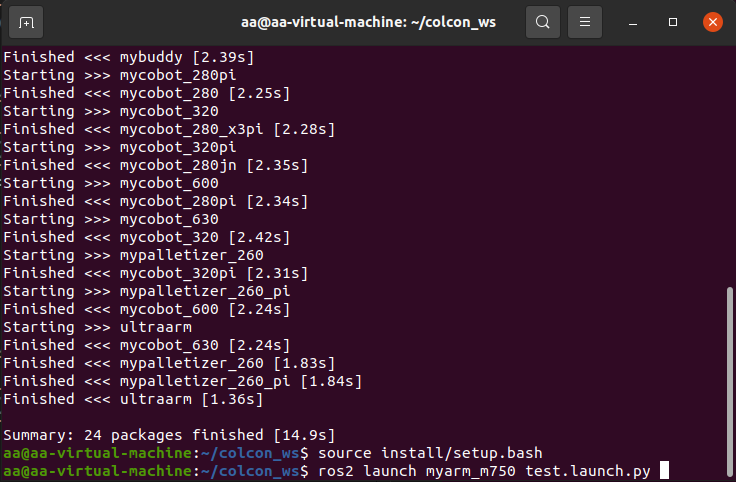 aa@aa-virtual-machine: ~/colcon_ws
Finished <<< mybuddy [2.39s]
Starting >>> mycobot_280pi
Finished <<< mycobot_280 [2.25s]
Starting >>> mycobot_320
Finished <<< mycobot_280_x3pi [2.28s]
Starting >>> mycobot_320pi
Finished <<< mycobot_280jn [2.35s]
Starting >>> mycobot_600
Finished <<< mycobot_280pi [2.34s]
Starting >>> mycobot_630
Finished <<< mycobot_320 [2.42s]
Starting >>> mypalletizer_260
Finished <<< mycobot_320pi [2.31s]
Starting >>> mypalletizer_260_pi
Finished <<< mycobot_600 [2.24s]
Starting >>> ultraarm
Finished <<< mycobot_630 [2.24s]
Finished <<< mypalletizer_260 [1.83s]
Finished <<< mypalletizer_260_pi [1.84s]
Finished <<< ultraarm [1.36s]
Summary: 24 packages finished [14.9s]
aa@aa-virtual-machine:~/colcon_ws$ source install/setup.bash
aa@aa-virtual-machine:~/colcon_ws$ ros2 launch myarm_m750 test.launch.py